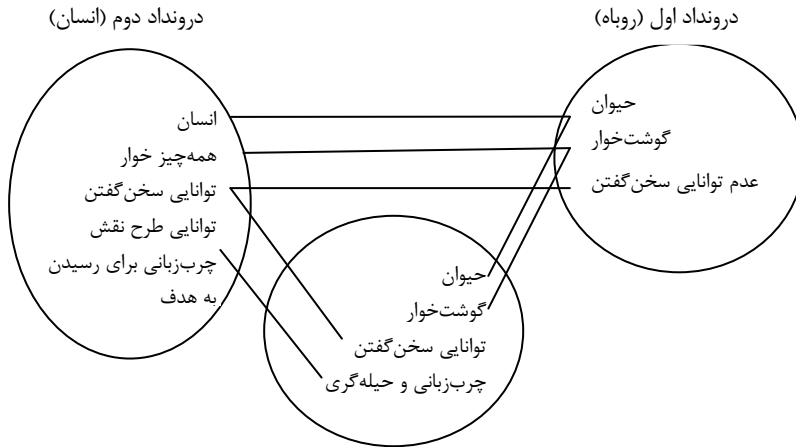 درونداد اول (روباه)
حیوان
گوشت‌خوار
عدم توانایی سخن‌گفتن
درونداد دوم (انسان)
انسان
همه‌چیز خوار
توانایی سخن‌گفتن
توانایی طرح نقش
چرب‌زبانی برای رسیدن
به هدف
حیوان
گوشت‌خوار
توانایی سخن‌گفتن
چرب‌زبانی و حیله‌گری